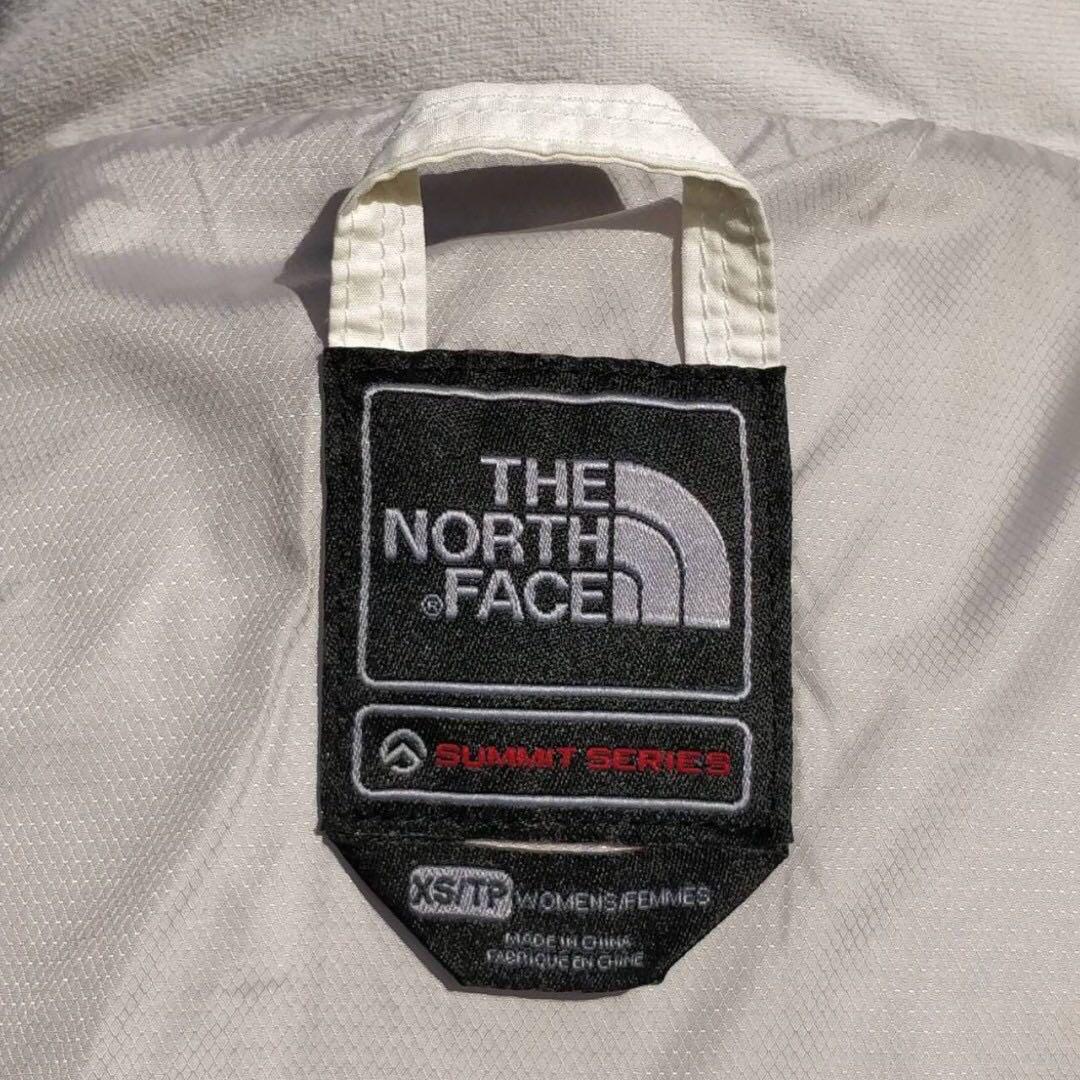 THE
NORTH
®FACE
SUMMIT SERIES
XS/TP WOMENS/FEMMES
MADE IN CHINA
FABRIQUE EN CHINE